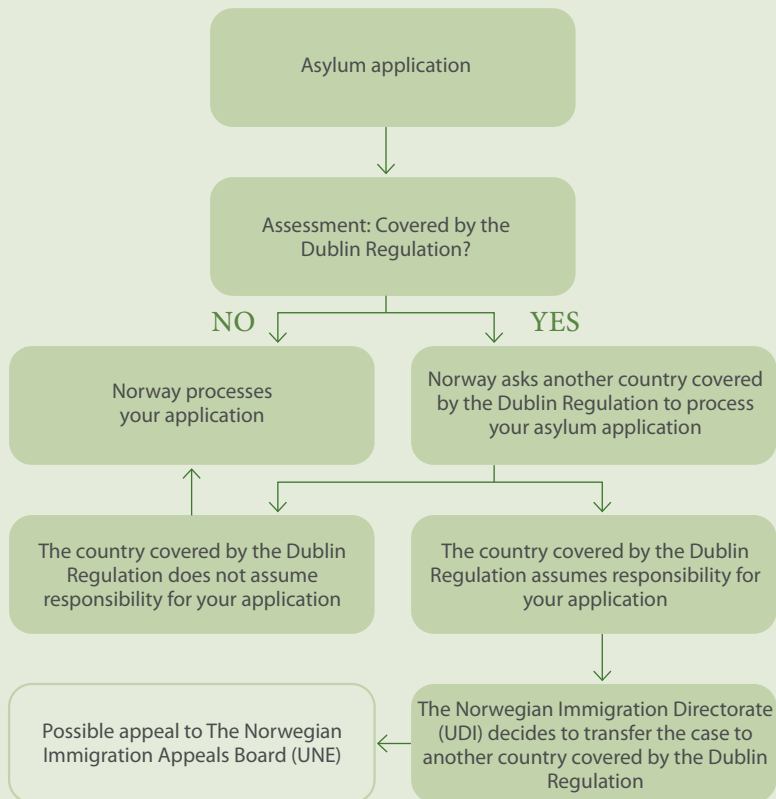 Asylum application
Assessment: Covered by the
Dublin Regulation?
NO
YES
Norway processes
your application
Norway asks another country covered
by the Dublin Regulation to process
your asylum application
The country covered by the Dublin
Regulation does not assume
responsibility for your application
The country covered by the Dublin
Regulation assumes responsibility for
your application
Possible appeal to The Norwegian
Immigration Appeals Board (UNE)
The Norwegian Immigration Directorate
(UDI) decides to transfer the case to
another country covered by the Dublin
Regulation